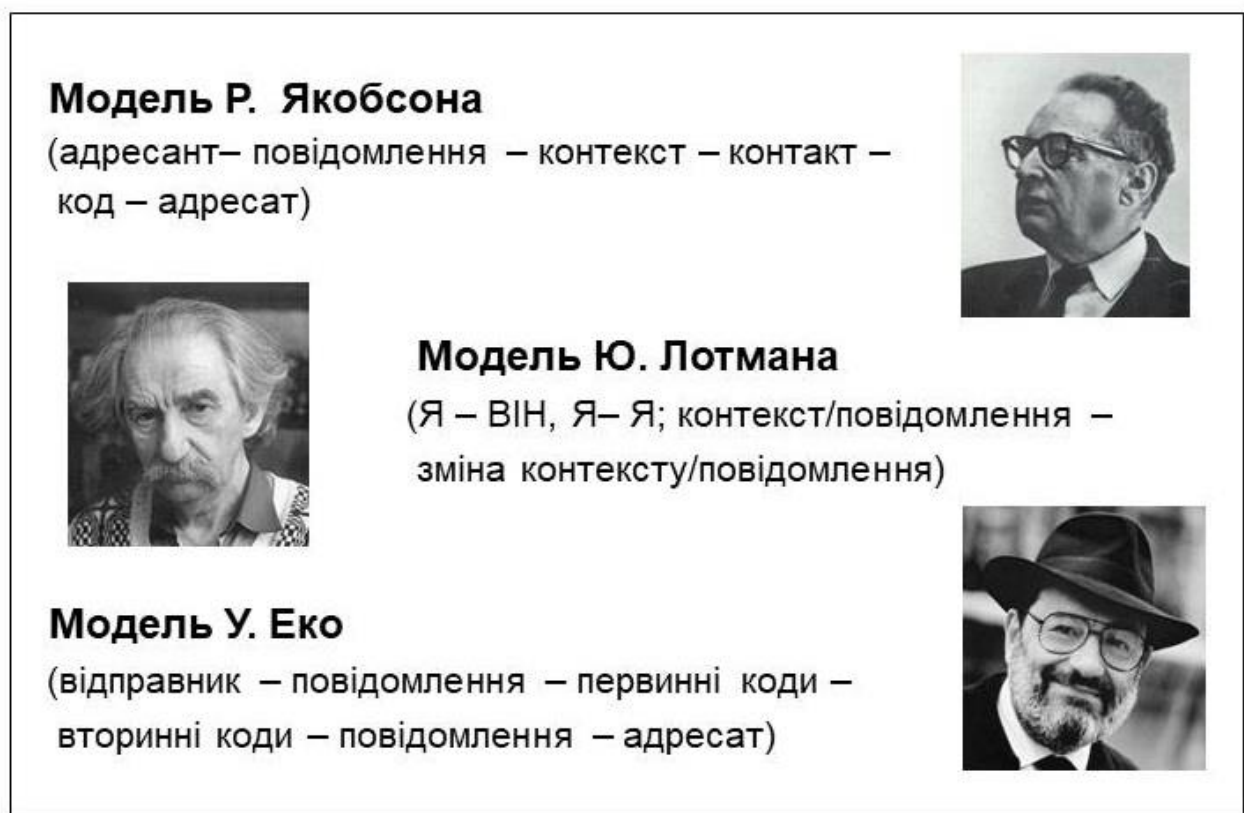 Модель Р. Якобсона
(адресант– повідомлення – контекст – контакт –
код – адресат)
Модель Ю. Лотмана
(Я – ВІН, Я– Я; контекст/повідомлення –
зміна контексту/повідомлення)
Модель У. Еко
(відправник – повідомлення – первинні коди –
вторинні коди – повідомлення – адресат)